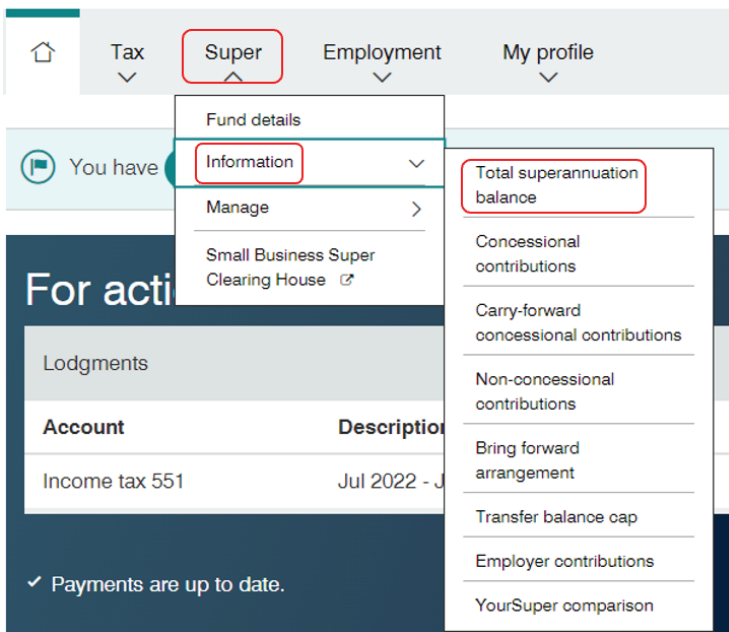 Tax
Super
Employment
My profile
Fund details
Information
Manage
Small Business Super
Clearing House
You have
Total superannuation
balance
Concessional
contributions
Carry-forward
concessional contributions
Non-concessional
contributions
Bring forward
arrangement
Transfer balance cap
Employer contributions
YourSuper comparison
For acti
Lodgments
Account
Description
Income tax 551
Jul 2022 - J
Payments are up to date.